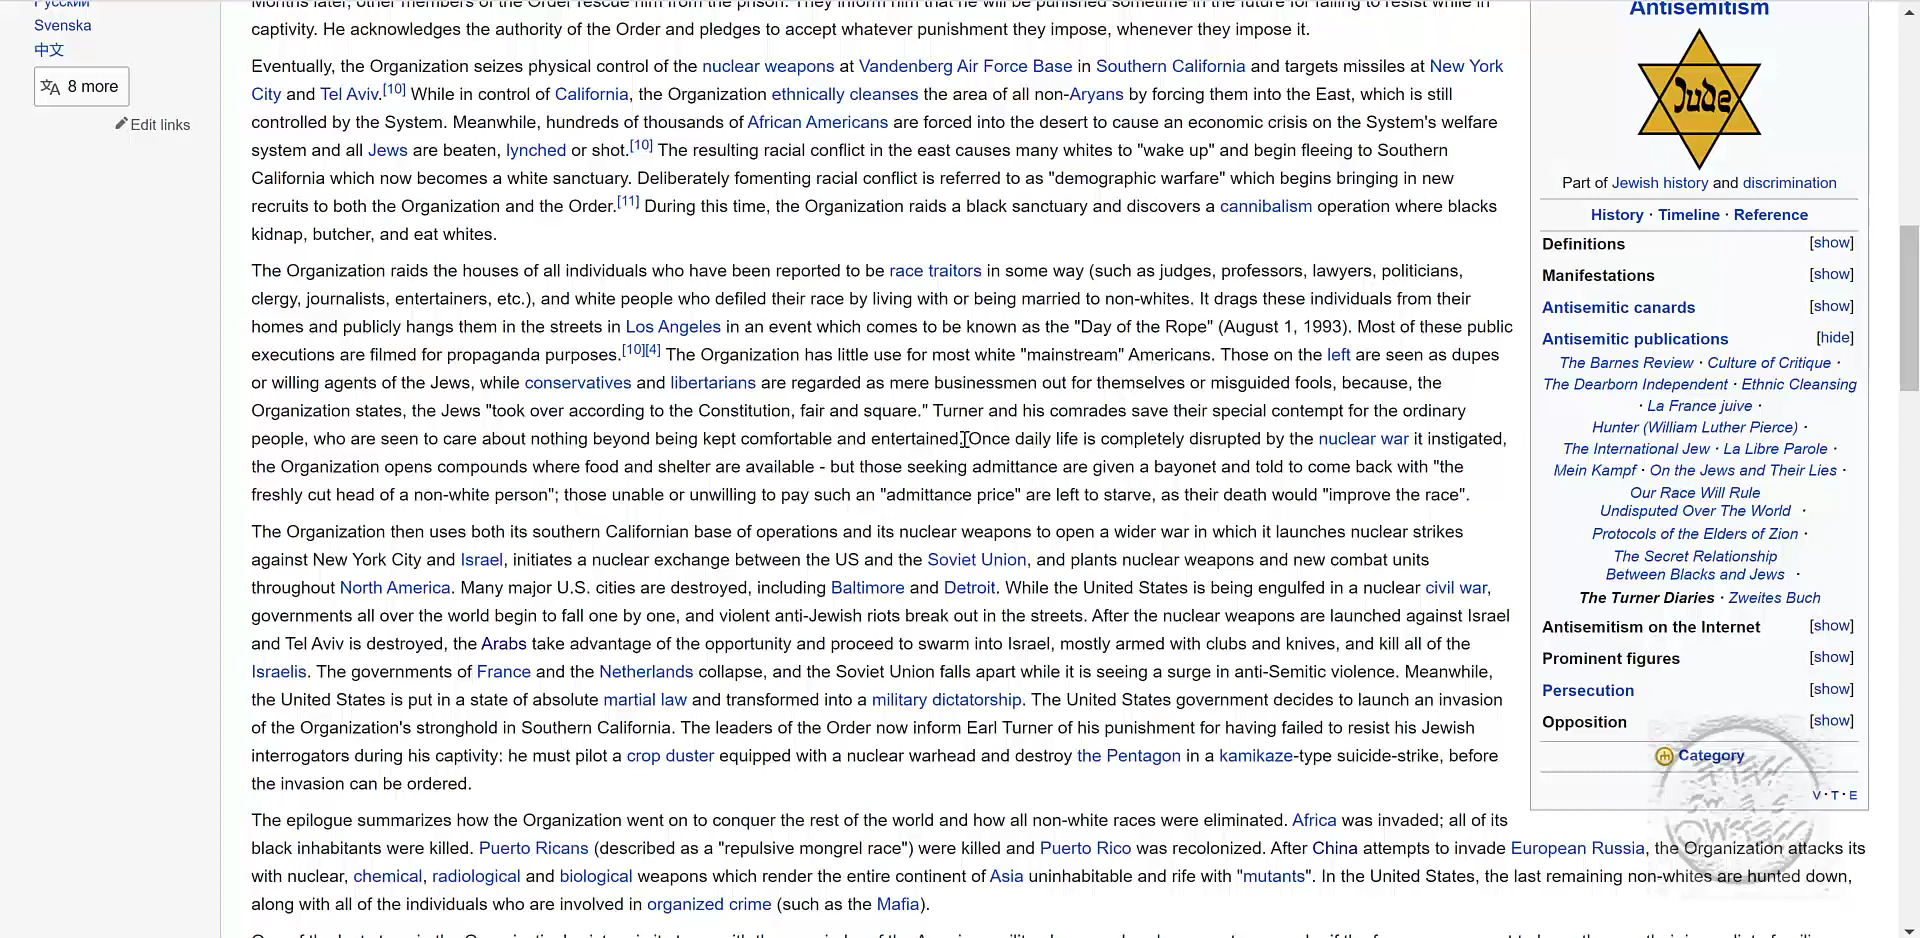 Русский
Svenska
中文
8 more
Edit links
Months later, other members of the Order rescue him from the prison. They inform him that he will be punished sometime in the future for failing to resist while in
captivity. He acknowledges the authority of the Order and pledges to accept whatever punishment they impose, whenever they impose it.
Eventually, the Organization seizes physical control of the nuclear weapons at Vandenberg Air Force Base in Southern California and targets missiles at New York
City and Tel Aviv.[10] While in control of California, the Organization ethnically cleanses the area of all non-Aryans by forcing them into the East, which is still
controlled by the System. Meanwhile, hundreds of thousands of African Americans are forced into the desert to cause an economic crisis on the System's welfare
system and all Jews are beaten, lynched or shot.[10] The resulting racial conflict in the east causes many whites to "wake up" and begin fleeing to Southern
California which now becomes a white sanctuary. Deliberately fomenting racial conflict is referred to as "demographic warfare" which begins bringing in new
recruits to both the Organization and the Order.[11] During this time, the Organization raids a black sanctuary and discovers a cannibalism operation where blacks
kidnap, butcher, and eat whites.
The Organization raids the houses of all individuals who have been reported to be race traitors in some way (such as judges, professors, lawyers, politicians,
clergy, journalists, entertainers, etc.), and white people who defiled their race by living with or being married to non-whites. It drags these individuals from their
homes and publicly hangs them in the streets in Los Angeles in an event which comes to be known as the "Day of the Rope" (August 1, 1993). Most of these public
executions are filmed for propaganda purposes.[10][4] The Organization has little use for most white "mainstream" Americans. Those on the left are seen as dupes
or willing agents of the Jews, while conservatives and libertarians are regarded as mere businessmen out for themselves or misguided fools, because, the
Organization states, the Jews "took over according to the Constitution, fair and square." Turner and his comrades save their special contempt for the ordinary
people, who are seen to care about nothing beyond being kept comfortable and entertained. Once daily life is completely disrupted by the nuclear war it instigated,
the Organization opens compounds where food and shelter are available - but those seeking admittance are given a bayonet and told to come back with "the
freshly cut head of a non-white person"; those unable or unwilling to pay such an "admittance price" are left to starve, as their death would "improve the race".
The Organization then uses both its southern Californian base of operations and its nuclear weapons to open a wider war in which it launches nuclear strikes
against New York City and Israel, initiates a nuclear exchange between the US and the Soviet Union, and plants nuclear weapons and new combat units
throughout North America. Many major U.S. cities are destroyed, including Baltimore and Detroit. While the United States is being engulfed in a nuclear civil war,
governments all over the world begin to fall one by one, and violent anti-Jewish riots break out in the streets. After the nuclear weapons are launched against Israel
and Tel Aviv is destroyed, the Arabs take advantage of the opportunity and proceed to swarm into Israel, mostly armed with clubs and knives, and kill all of the
Israelis. The governments of France and the Netherlands collapse, and the Soviet Union falls apart while it is seeing a surge in anti-Semitic violence. Meanwhile,
the United States is put in a state of absolute martial law and transformed into a military dictatorship. The United States government decides to launch an invasion
of the Organization's stronghold in Southern California. The leaders of the Order now inform Earl Turner of his punishment for having failed to resist his Jewish
interrogators during his captivity: he must pilot a crop duster equipped with a nuclear warhead and destroy the Pentagon in a kamikaze-type suicide-strike, before
the invasion can be ordered.
The epilogue summarizes how the Organization went on to conquer the rest of the world and how all non-white races were eliminated. Africa was invaded; all of its
black inhabitants were killed. Puerto Ricans (described as a "repulsive mongrel race") were killed and Puerto Rico was recolonized. After China attempts to invade European Russia, the Organization attacks its
with nuclear, chemical, radiological and biological weapons which render the entire continent of Asia uninhabitable and rife with "mutants". In the United States, the last remaining non-whites are hunted down,
along with all of the individuals who are involved in organized crime (such as the Mafia).
Antisemitism
Jude
Part of Jewish history and discrimination
History · Timeline · Reference
Definitions [show]
Manifestations [show]
Antisemitic canards [show]
Antisemitic publications [hide]
The Barnes Review · Culture of Critique ·
The Dearborn Independent · Ethnic Cleansing
· La France juive ·
Hunter (William Luther Pierce) ·
The International Jew · La Libre Parole ·
Mein Kampf · On the Jews and Their Lies ·
Our Race Will Rule
Undisputed Over The World ·
Protocols of the Elders of Zion ·
The Secret Relationship
Between Blacks and Jews ·
The Turner Diaries · Zweites Buch
Antisemitism on the Internet [show]
Prominent figures [show]
Persecution [show]
Opposition [show]
Category
V · T · E